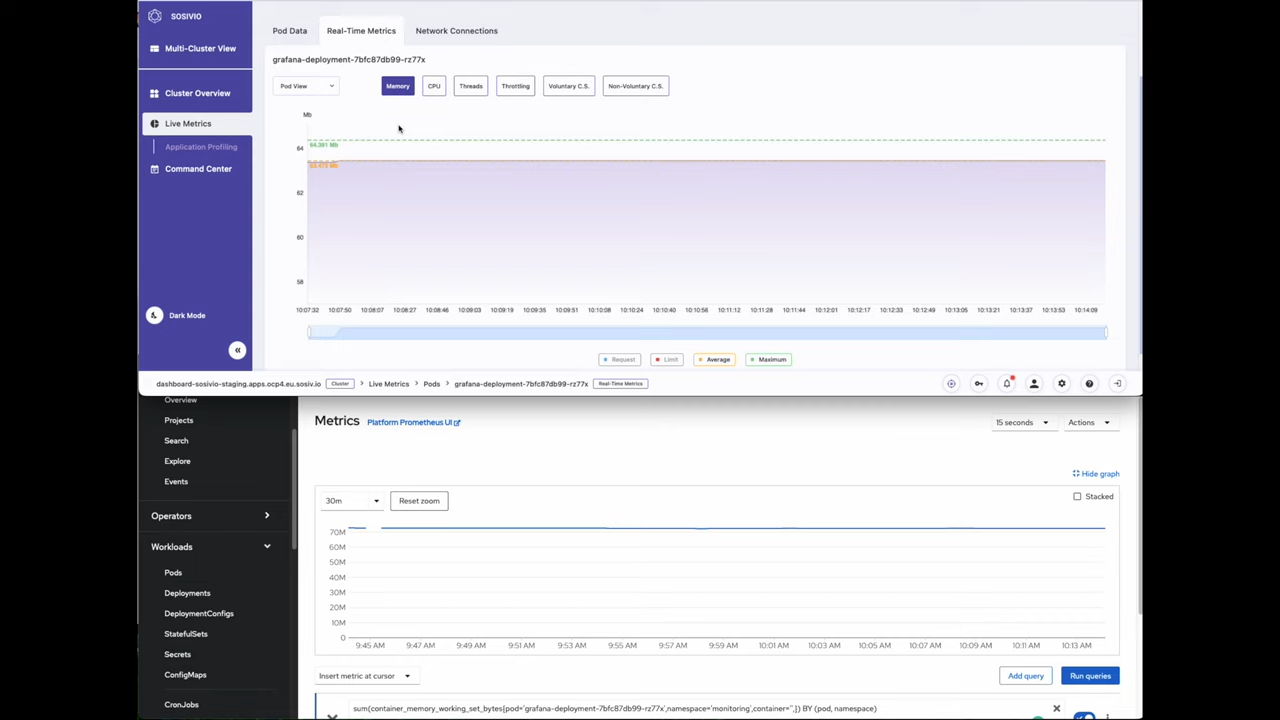 SOSIVIO
Multi-Cluster View
Cluster Overview
Live Metrics
Application Profiling
Command Center
Dark Mode
Pod Data
Real-Time Metrics
Network Connections
grafana-deployment-7bfc87db99-rz77x
Pod View
Memory
CPU
Threads
Throttling
Voluntary C.S.
Non-Voluntary C.S.
Mb
64.391 Mb
64
62
60
58
10:07:32 10:07:50 10:08:07 10:08:27 10:08:46 10:09:03 10:09:19 10:09:35 10:09:51 10:10:08 10:10:24 10:10:40 10:10:56 10:11:12 10:11:28 10:11:44 10:12:01 10:12:17 10:12:33 10:12:49 10:13:05 10:13:21 10:13:37 10:13:53 10:14:09
Request
Limit
Average
Maximum
dashboard-sosivio-staging.apps.ocp4.eu.sosiv.io Cluster > Live Metrics > Pods > grafana-deployment-7bfc87db99-rz77x Real-Time Metrics
Overview
Projects
Search
Explore
Events
Operators
Workloads
Pods
Deployments
DeploymentConfigs
StatefulSets
Secrets
ConfigMaps
CronJobs
Metrics
Platform Prometheus UI
15 seconds
Actions
Hide graph
30m
Reset zoom
Stacked
70M
60M
50M
40M
30M
20M
10M
0
9:45 AM 9:47 AM 9:49 AM 9:51 AM 9:53 AM 9:55 AM 9:57 AM 9:59 AM 10:01 AM 10:03 AM 10:05 AM 10:07 AM 10:09 AM 10:11 AM 10:13 AM
Insert metric at cursor
Add query
Run queries
sum(container_memory_working_set_bytes{pod='grafana-deployment-7bfc87db99-rz77x',namespace='monitoring',container='',}) BY (pod, namespace)